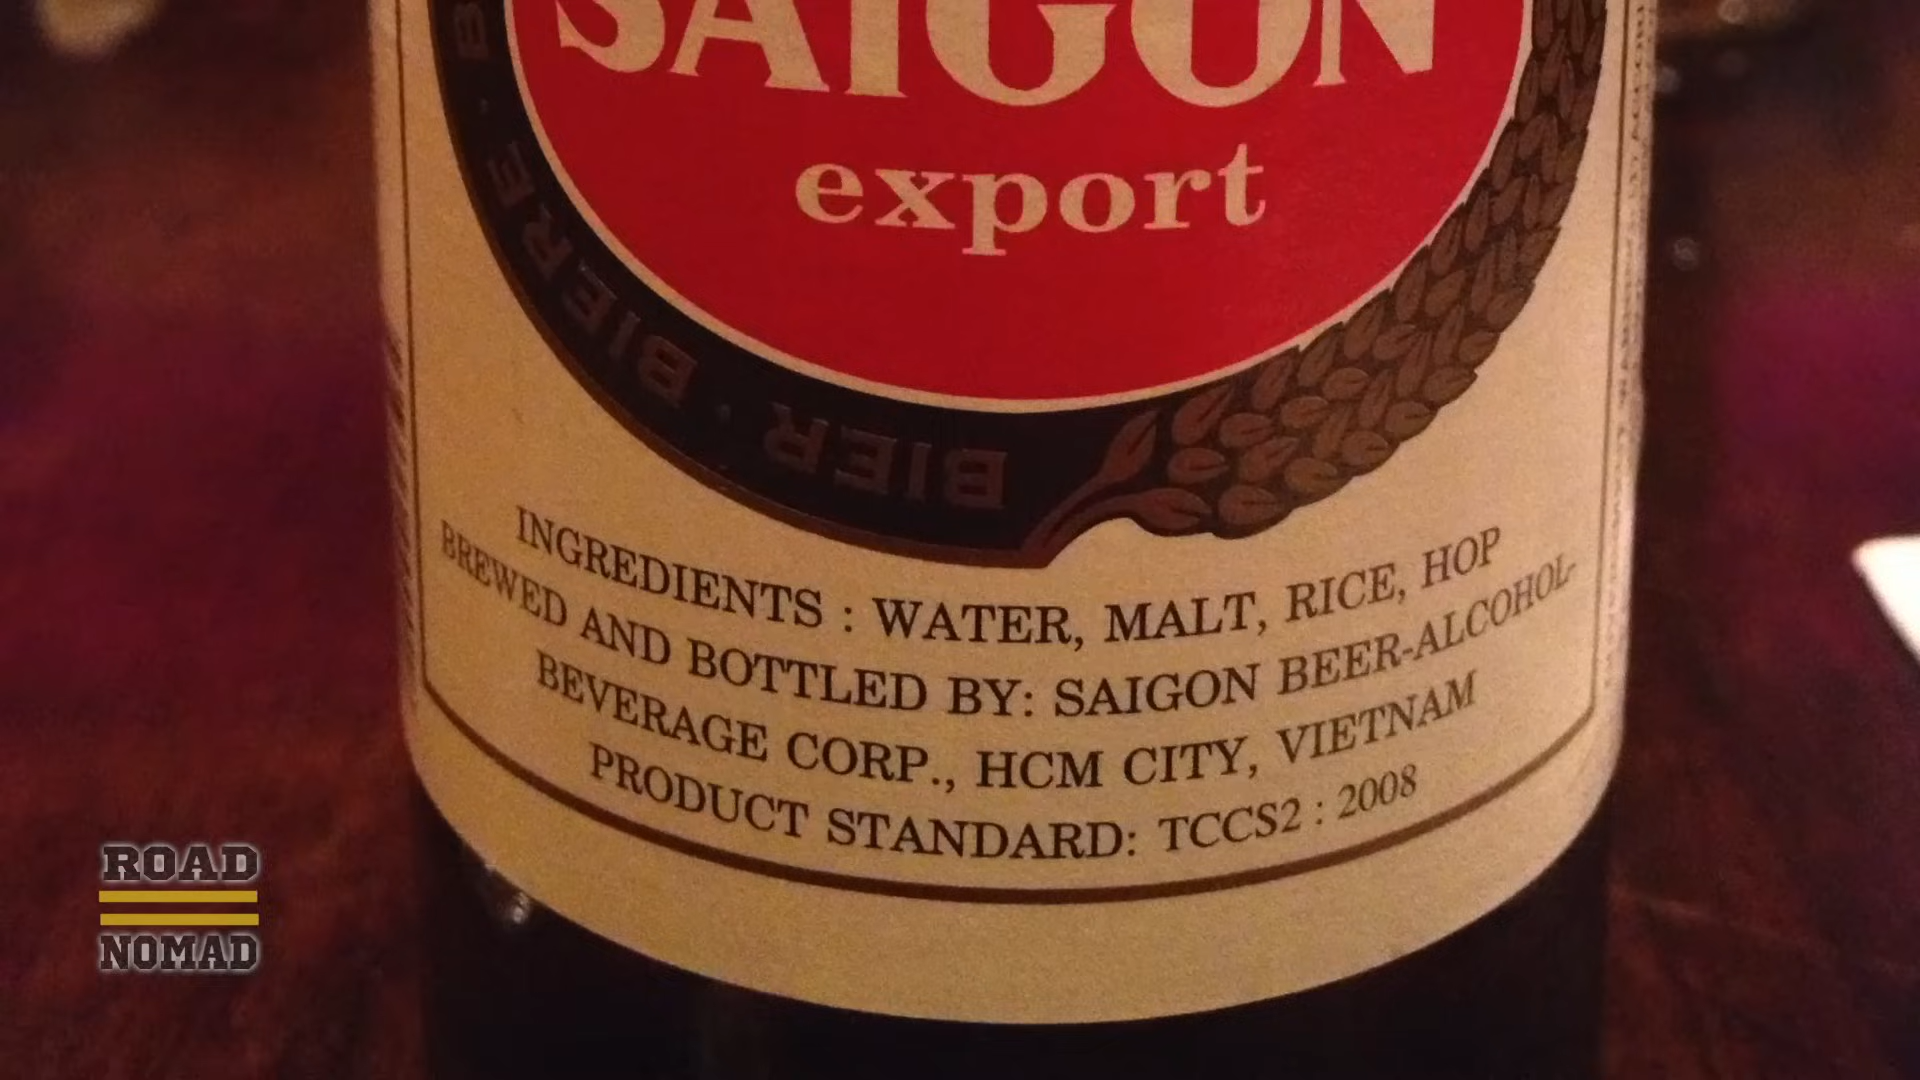 SAIGON
export
BIERE · BIER
INGREDIENTS : WATER, MALT, RICE, HOP
BREWED AND BOTTLED BY: SAIGON BEER-ALCOHOL-
BEVERAGE CORP., HCM CITY, VIETNAM
PRODUCT STANDARD: TCCS2 : 2008
ROAD
NOMAD